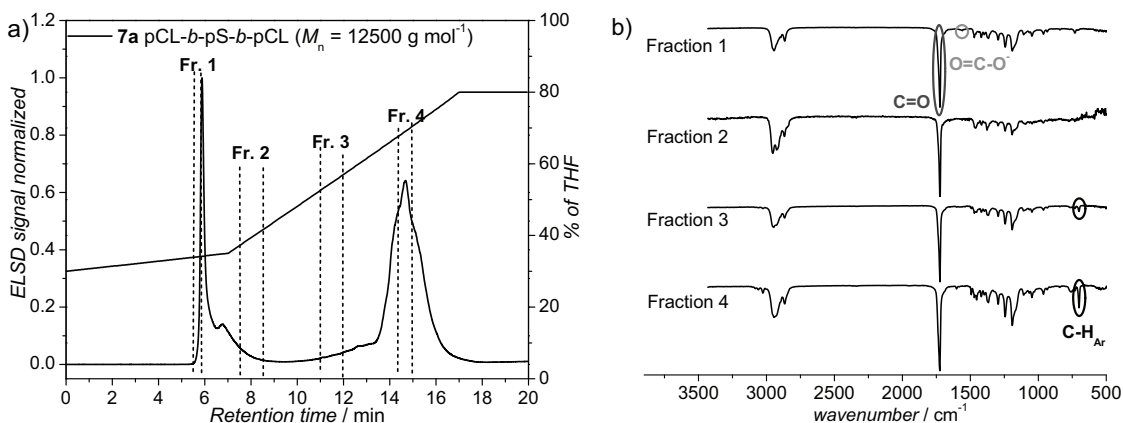 a)
7a pCL-b-pS-b-pCL (Mn = 12500 g mol-1)
Fr. 1
Fr. 2
Fr. 3
Fr. 4
ELSD signal normalized
1.2
1.0
0.8
0.6
0.4
0.2
0.0
0 2 4 6 8 10 12 14 16 18 20
Retention time / min
100
80
60
40
20
0
% of THF
b)
Fraction 1
O=C-O-
C=O
Fraction 2
Fraction 3
Fraction 4
C-HAr
3500 3000 2500 2000 1500 1000 500
wavenumber / cm-1